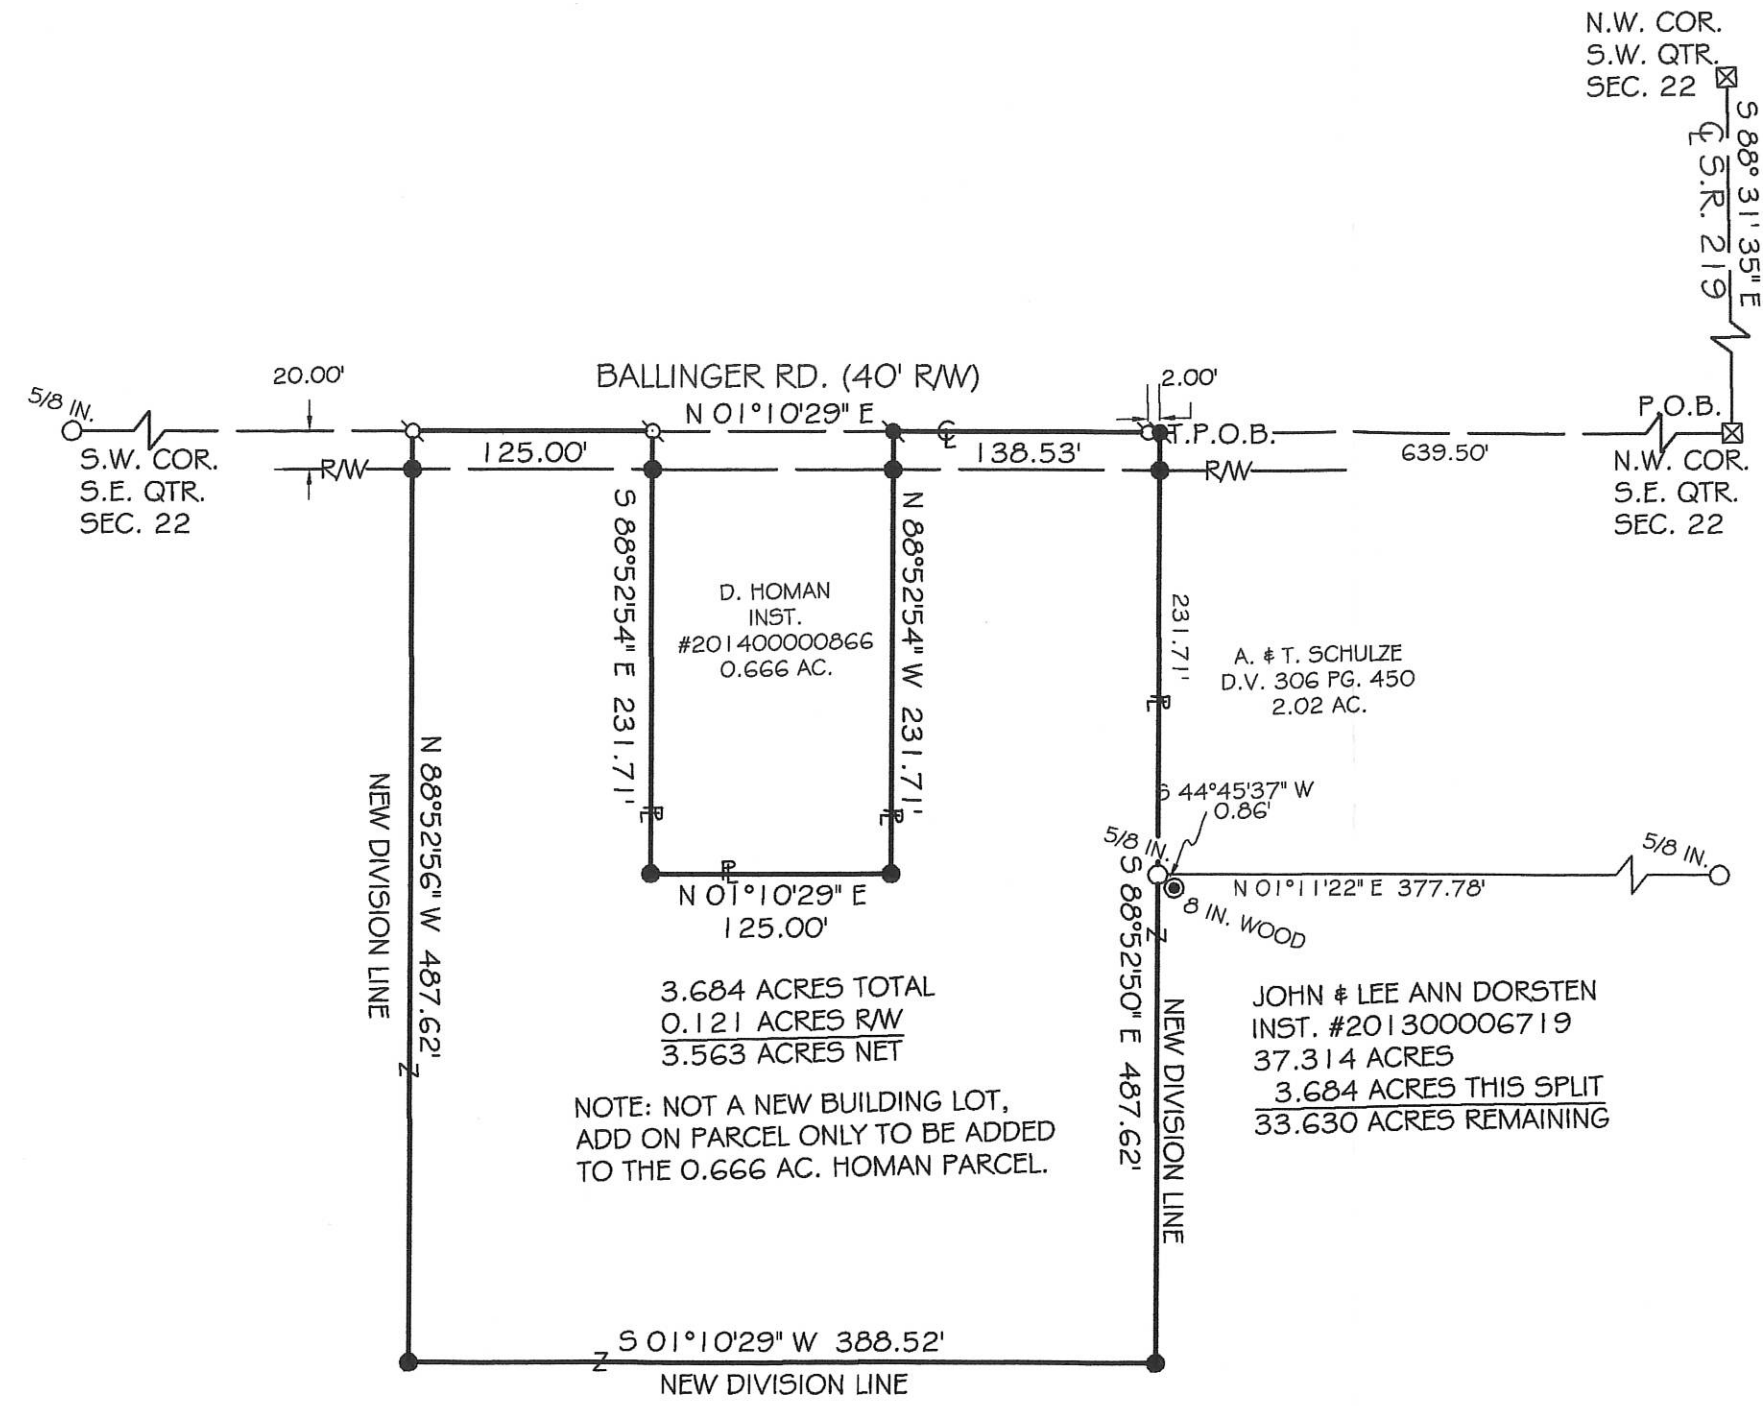 N.W. COR.
S.W. QTR.
SEC. 22
S 88°31'35" E
℄ S.R. 219
20.00'
BALLINGER RD. (40' R/W)
2.00'
5/8 IN.
N 01°10'29" E
P.O.B.
125.00'
℄
138.53'
T.P.O.B.
639.50'
S.W. COR.
S.E. QTR.
SEC. 22
R/W
R/W
N.W. COR.
S.E. QTR.
SEC. 22
S 88°52'54" E 231.71'
N 88°52'54" W 231.71'
D. HOMAN
INST.
#201400000866
0.666 AC.
231.71'
A. & T. SCHULZE
D.V. 306 PG. 450
2.02 AC.
PL
PL
PL
S 44°45'37" W
0.86'
5/8 IN.
5/8 IN.
N 88°52'56" W 487.62'
NEW DIVISION LINE
PL
N 01°10'29" E
125.00'
N 01°11'22" E 377.78'
8 IN. WOOD
S 88°52'50" E 487.62'
NEW DIVISION LINE
Z
Z
3.684 ACRES TOTAL
0.121 ACRES R/W
3.563 ACRES NET
JOHN & LEE ANN DORSTEN
INST. #201300006719
37.314 ACRES
3.684 ACRES THIS SPLIT
33.630 ACRES REMAINING
NOTE: NOT A NEW BUILDING LOT,
ADD ON PARCEL ONLY TO BE ADDED
TO THE 0.666 AC. HOMAN PARCEL.
S 01°10'29" W 388.52'
Z
NEW DIVISION LINE